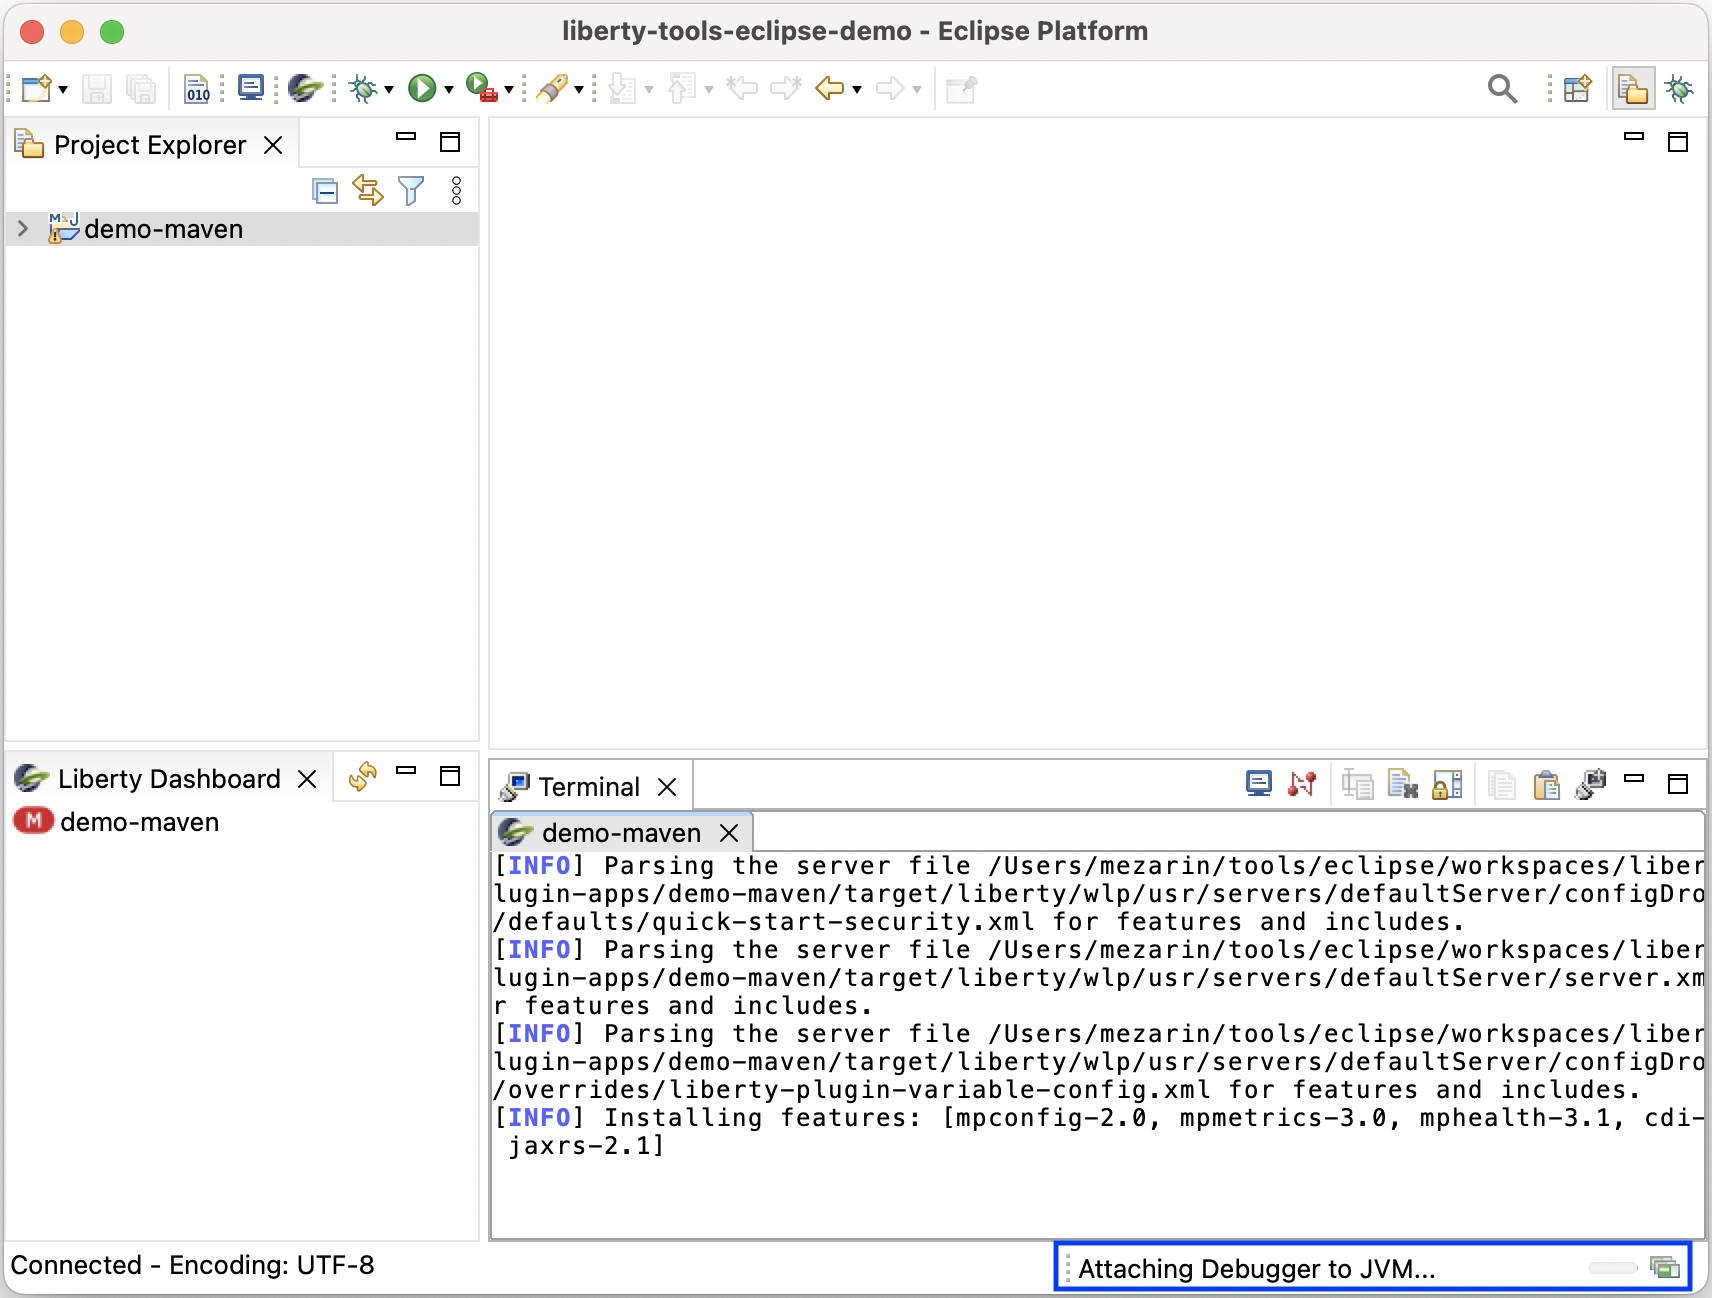 liberty-tools-eclipse-demo - Eclipse Platform
010
Project Explorer
demo-maven
Liberty Dashboard
M demo-maven
Terminal
demo-maven
[INFO] Parsing the server file /Users/mezarin/tools/eclipse/workspaces/liber
lugin-apps/demo-maven/target/liberty/wlp/usr/servers/defaultServer/configDro
/defaults/quick-start-security.xml for features and includes.
[INFO] Parsing the server file /Users/mezarin/tools/eclipse/workspaces/liber
lugin-apps/demo-maven/target/liberty/wlp/usr/servers/defaultServer/server.xm
r features and includes.
[INFO] Parsing the server file /Users/mezarin/tools/eclipse/workspaces/liber
lugin-apps/demo-maven/target/liberty/wlp/usr/servers/defaultServer/configDro
/overrides/liberty-plugin-variable-config.xml for features and includes.
[INFO] Installing features: [mpconfig-2.0, mpmetrics-3.0, mphealth-3.1, cdi-
jaxrs-2.1]
Connected - Encoding: UTF-8
Attaching Debugger to JVM...